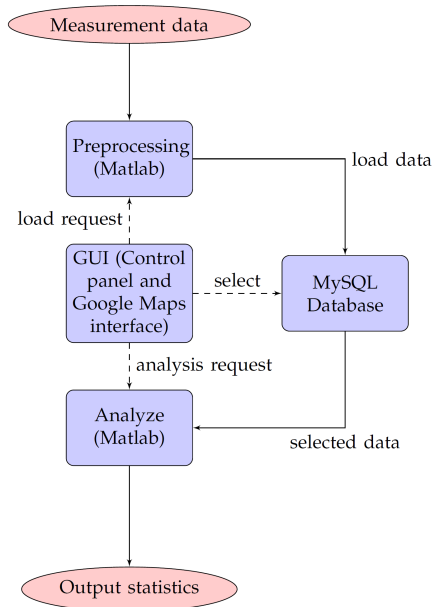 Measurement data
Preprocessing
(Matlab)
load data
load request
GUI (Control
panel and
Google Maps
interface)
select
MySQL
Database
analysis request
Analyze
(Matlab)
selected data
Output statistics